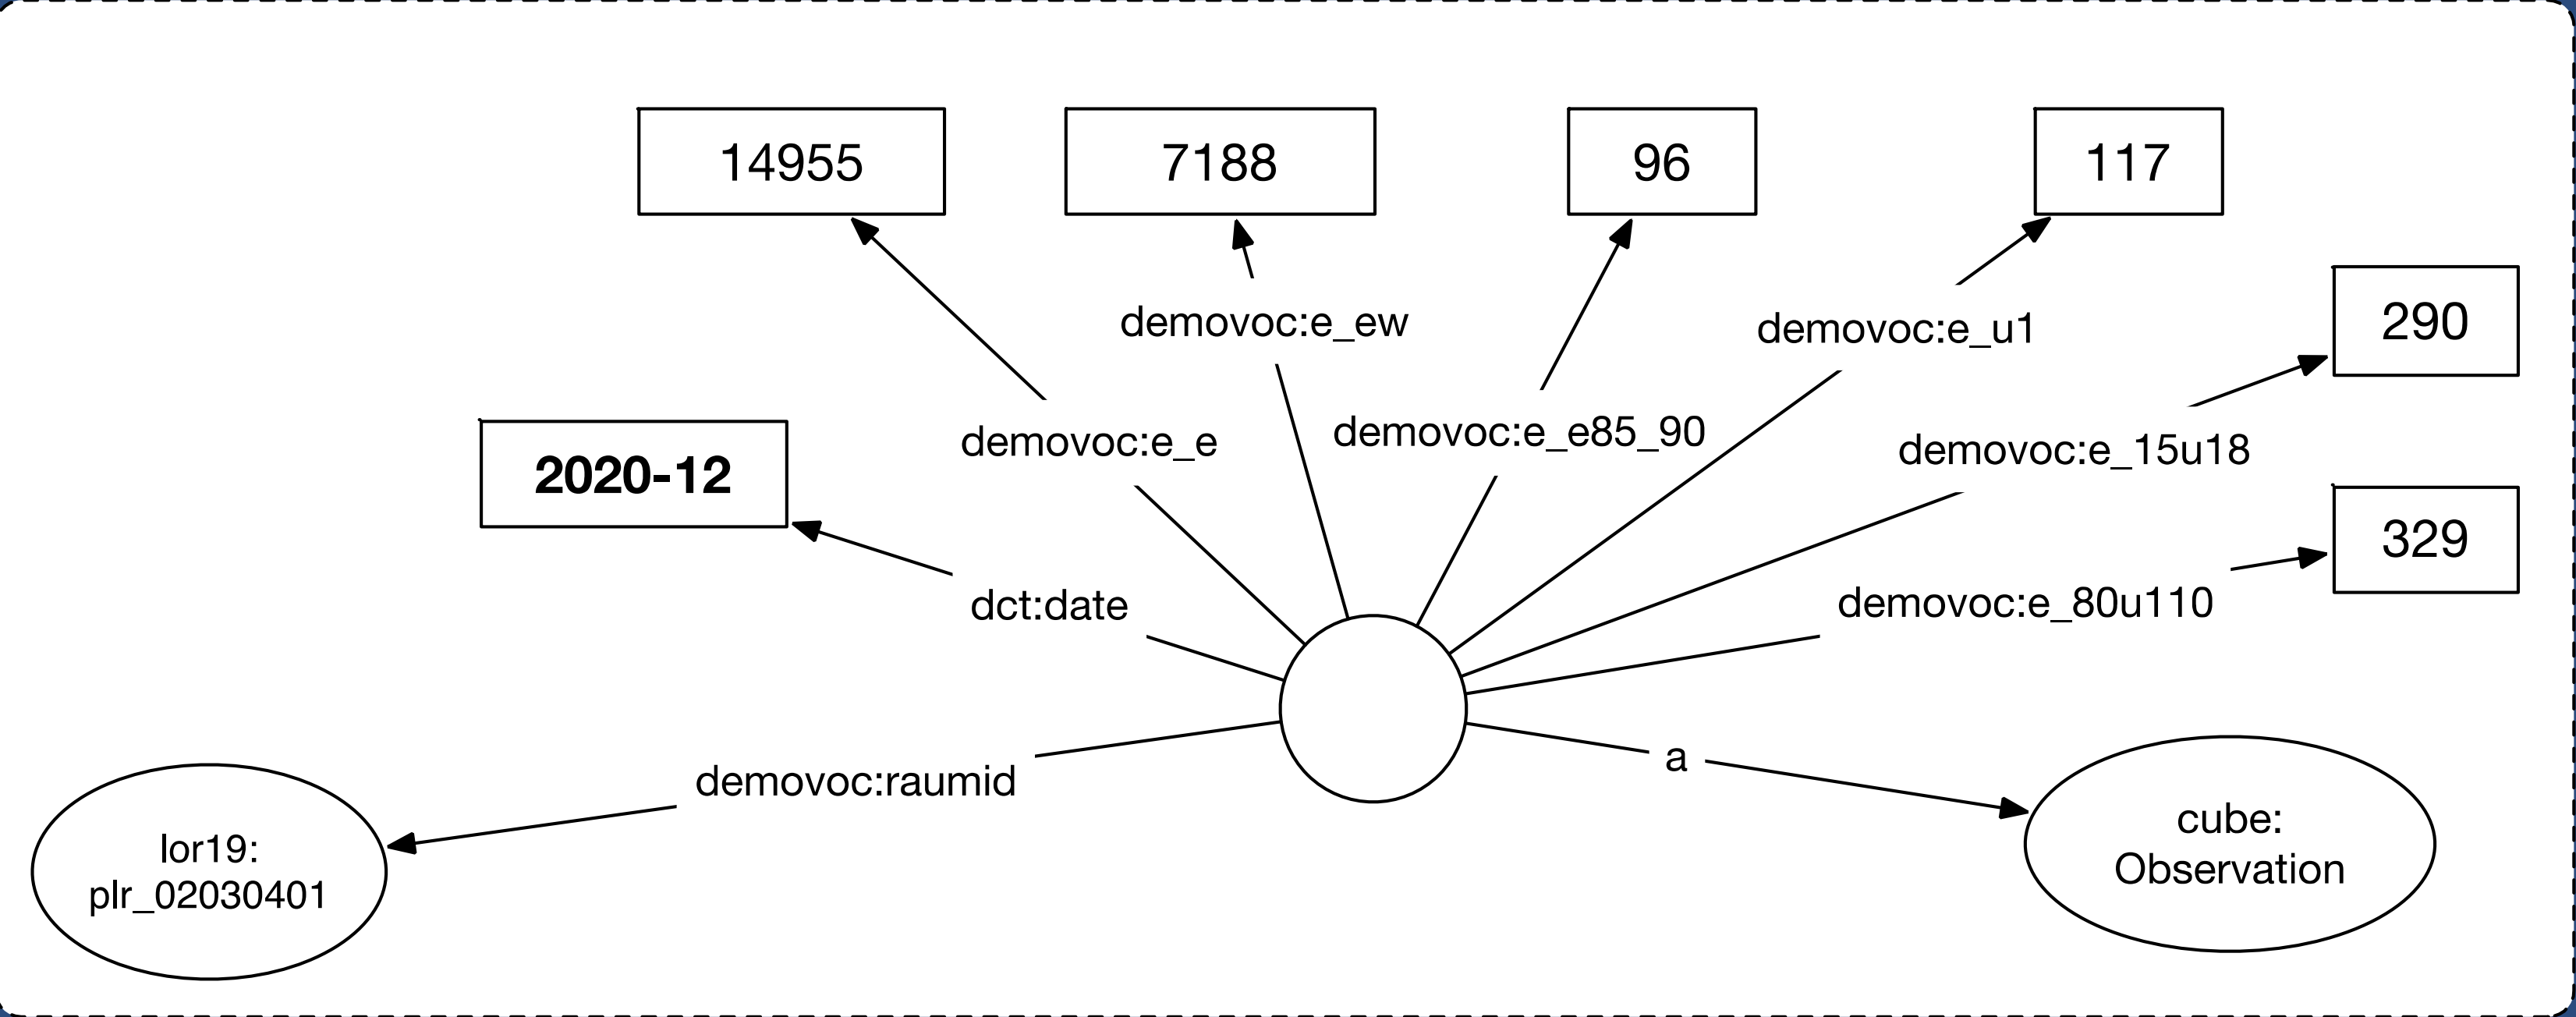 14955
7188
96
117
290
demovoc:e_ew
demovoc:e_u1
demovoc:e_e
demovoc:e_e85_90
demovoc:e_15u18
2020-12
329
dct:date
demovoc:e_80u110
demovoc:raumid
a
lor19:
plr_02030401
cube:
Observation